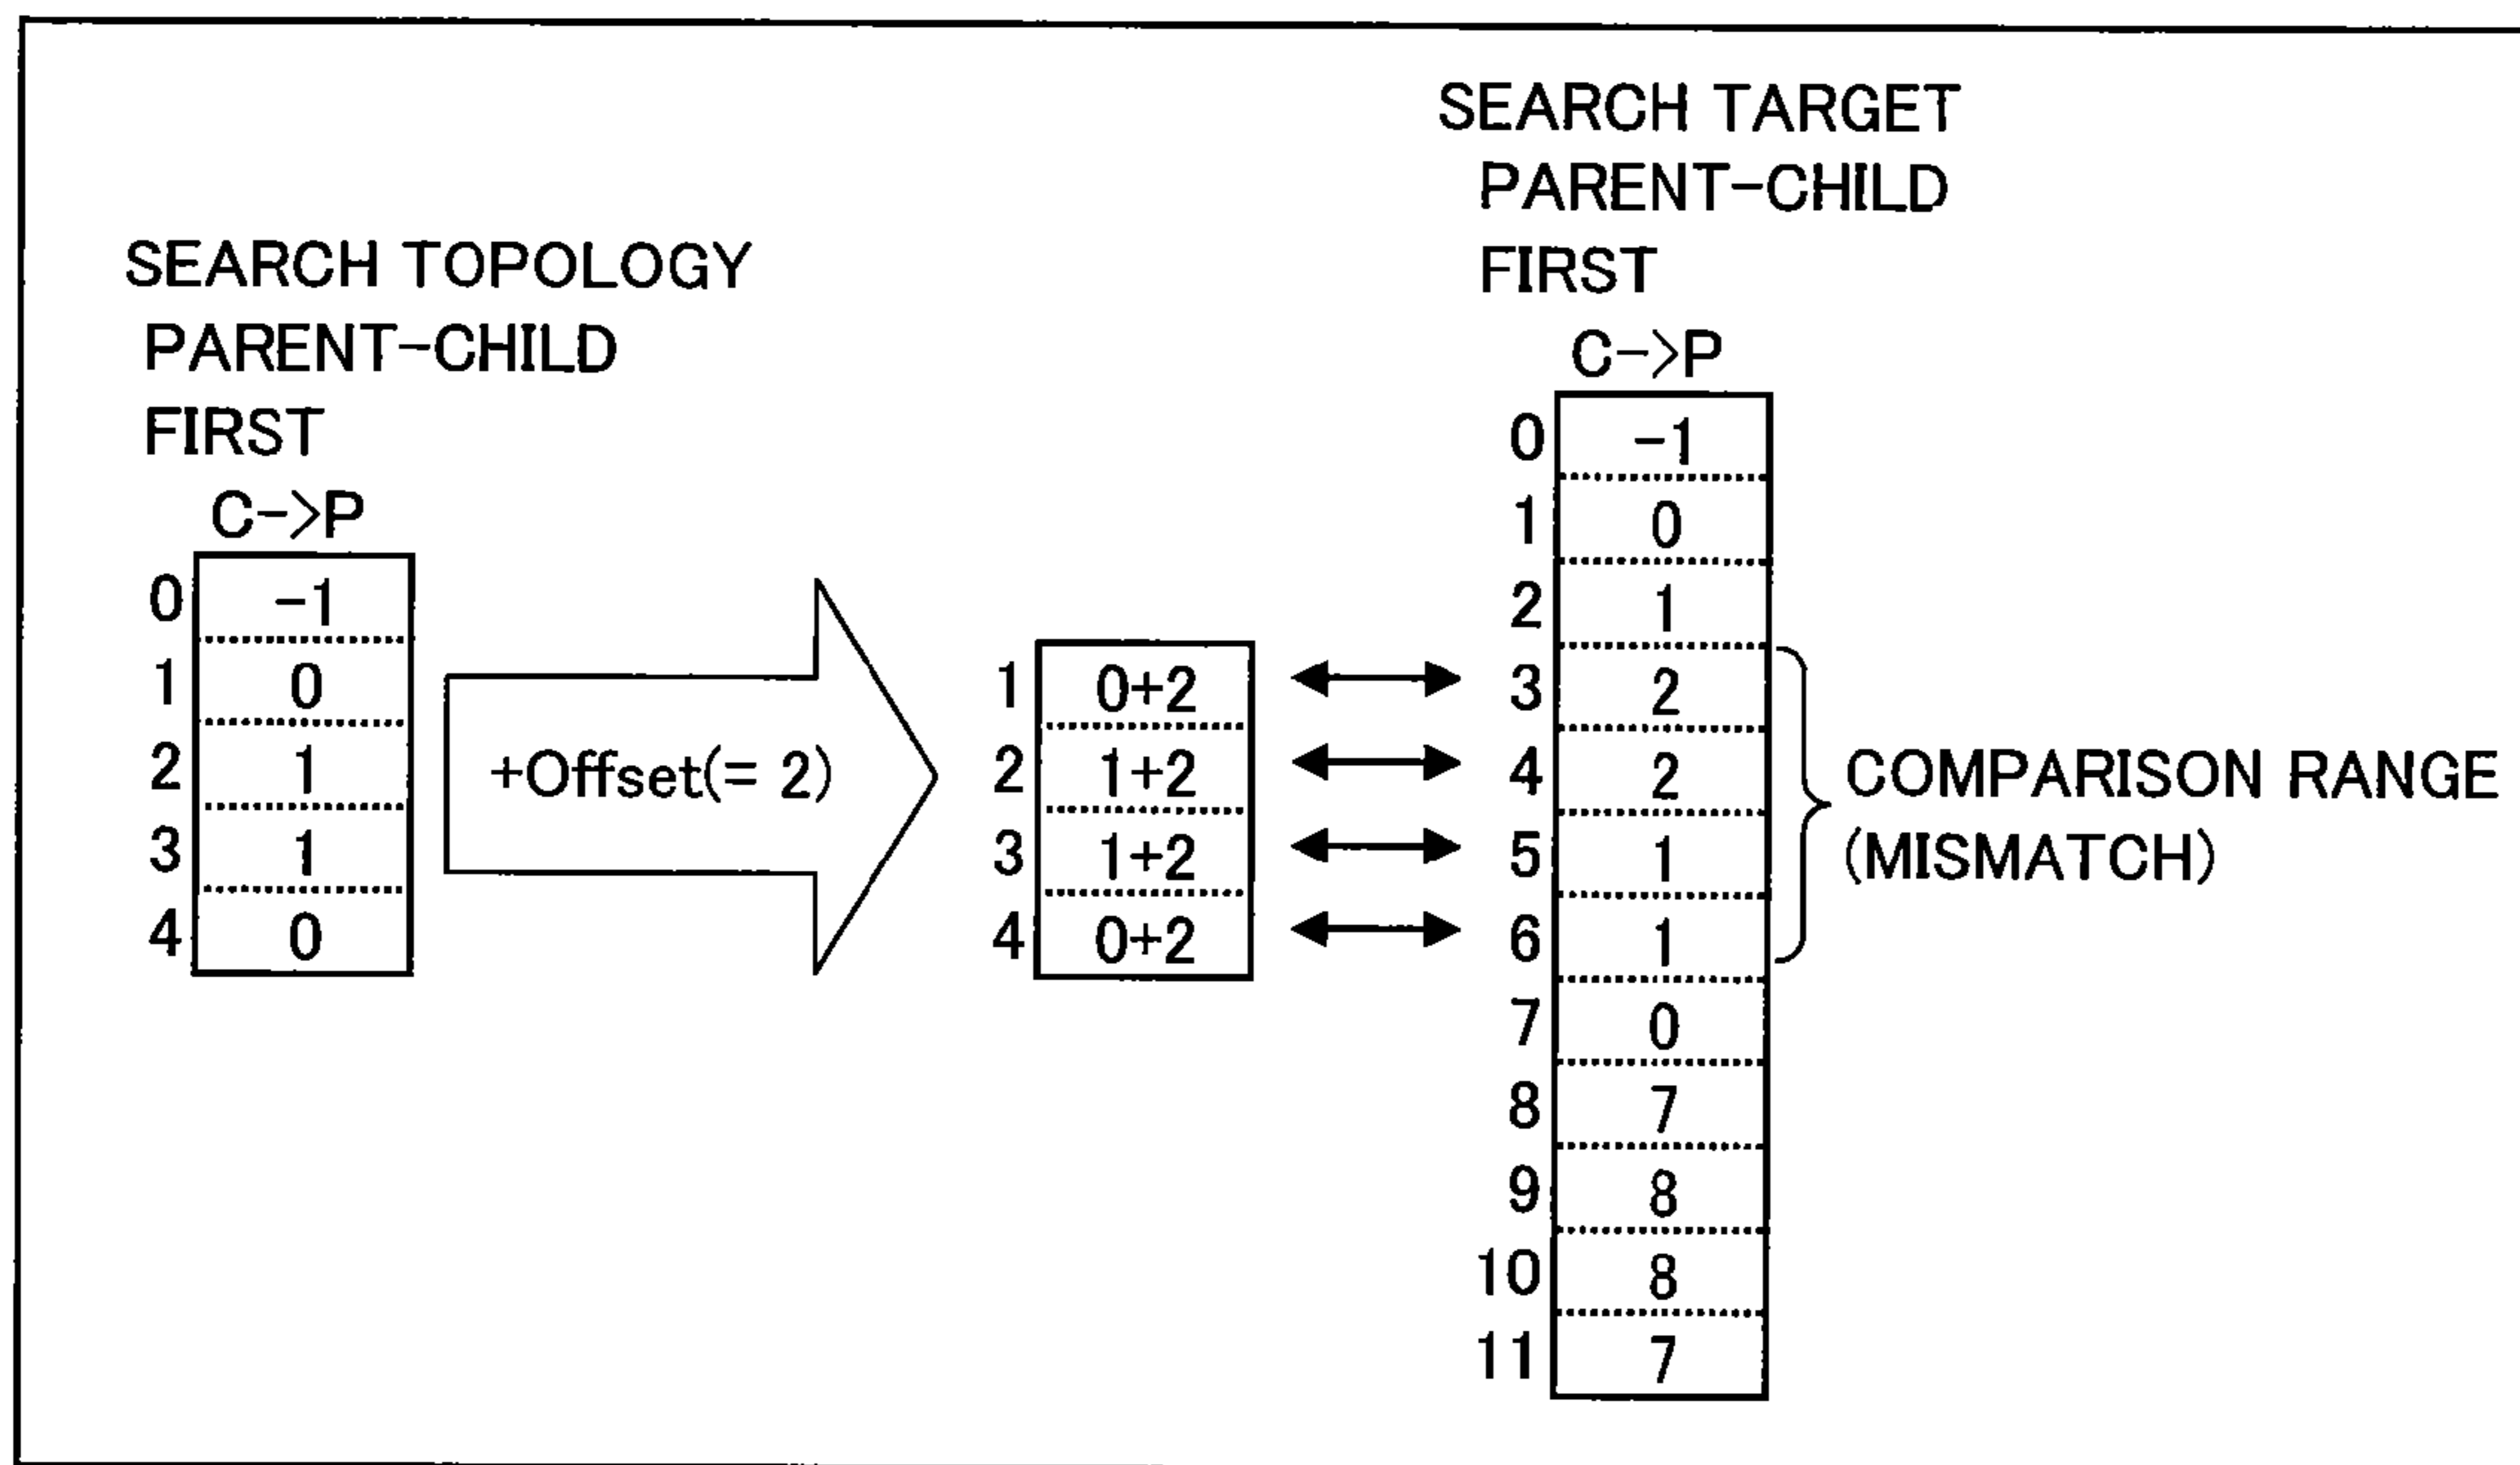 SEARCH TOPOLOGY
PARENT-CHILD
FIRST
C->P
0 -1
1 0
2 1
3 1
4 0
+Offset(= 2)
1 0+2
2 1+2
3 1+2
4 0+2
SEARCH TARGET
PARENT-CHILD
FIRST
C->P
0 -1
1 0
2 1
3 2
4 2
5 1
6 1
7 0
8 7
9 8
10 8
11 7
COMPARISON RANGE
(MISMATCH)